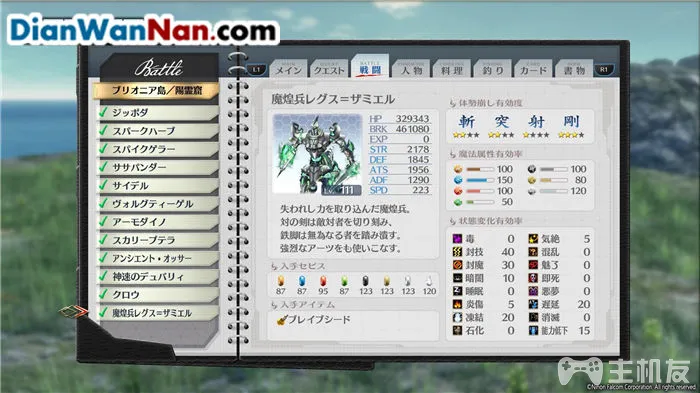 DianWanNan.com
Battle
L1
MAIN
メイン
QUEST
クエスト
BATTLE
戦闘
人物
料理
釣り
カード
BOOK
書物
R1
ブリオニア島/陽霊窟
ジッポダ
スパークハーブ
スパイクゲラー
ササパンダー
サイデル
ヴォルグティーゲル
アーモダイノ
スカリープテラ
アンシエント・オッサー
神速のデュバリィ
クロウ
魔煌兵レグス=ザミエル
魔煌兵レグス=ザミエル
Lv. 111
HP 329343
BRK 461080
EXP 0
STR 2178
DEF 1845
ATS 1956
ADF 1290
SPD 223
失われし力を取り込んだ魔煌兵。
対の剣は敵対者を切り刻み、
鉄脚は無為なる者を踏み潰す。
強烈なアーツをも使いこなす。
入手セピス
87 87 95 87 123 123 123 120
入手アイテム
ブレイブシード
体勢崩し有効度
斬 突 射 剛
魔法属性有効率
100 100
150 80
100 120
50
状態変化有効率
毒 0 気絶 5
封技 40 混乱 0
封魔 30 魅了 0
暗闇 10 即死 0
睡眠 0 悪夢 0
炎傷 5 遅延 20
凍結 20 消滅 0
石化 0 能力低下 15
主机友
©Nihon Falcom Corporation. All rights reserved.